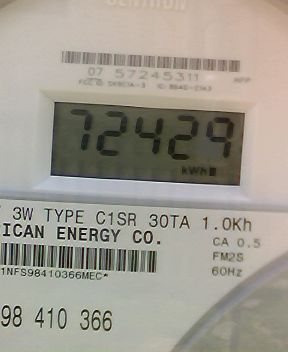 CENTRON
07 57245311
72429
kWh
3W TYPE C1SR 30TA 1.0Kh
ICAN ENERGY CO.
CA 0.5
FM2S
60Hz
1NFS98410366MEC*
98 410 366